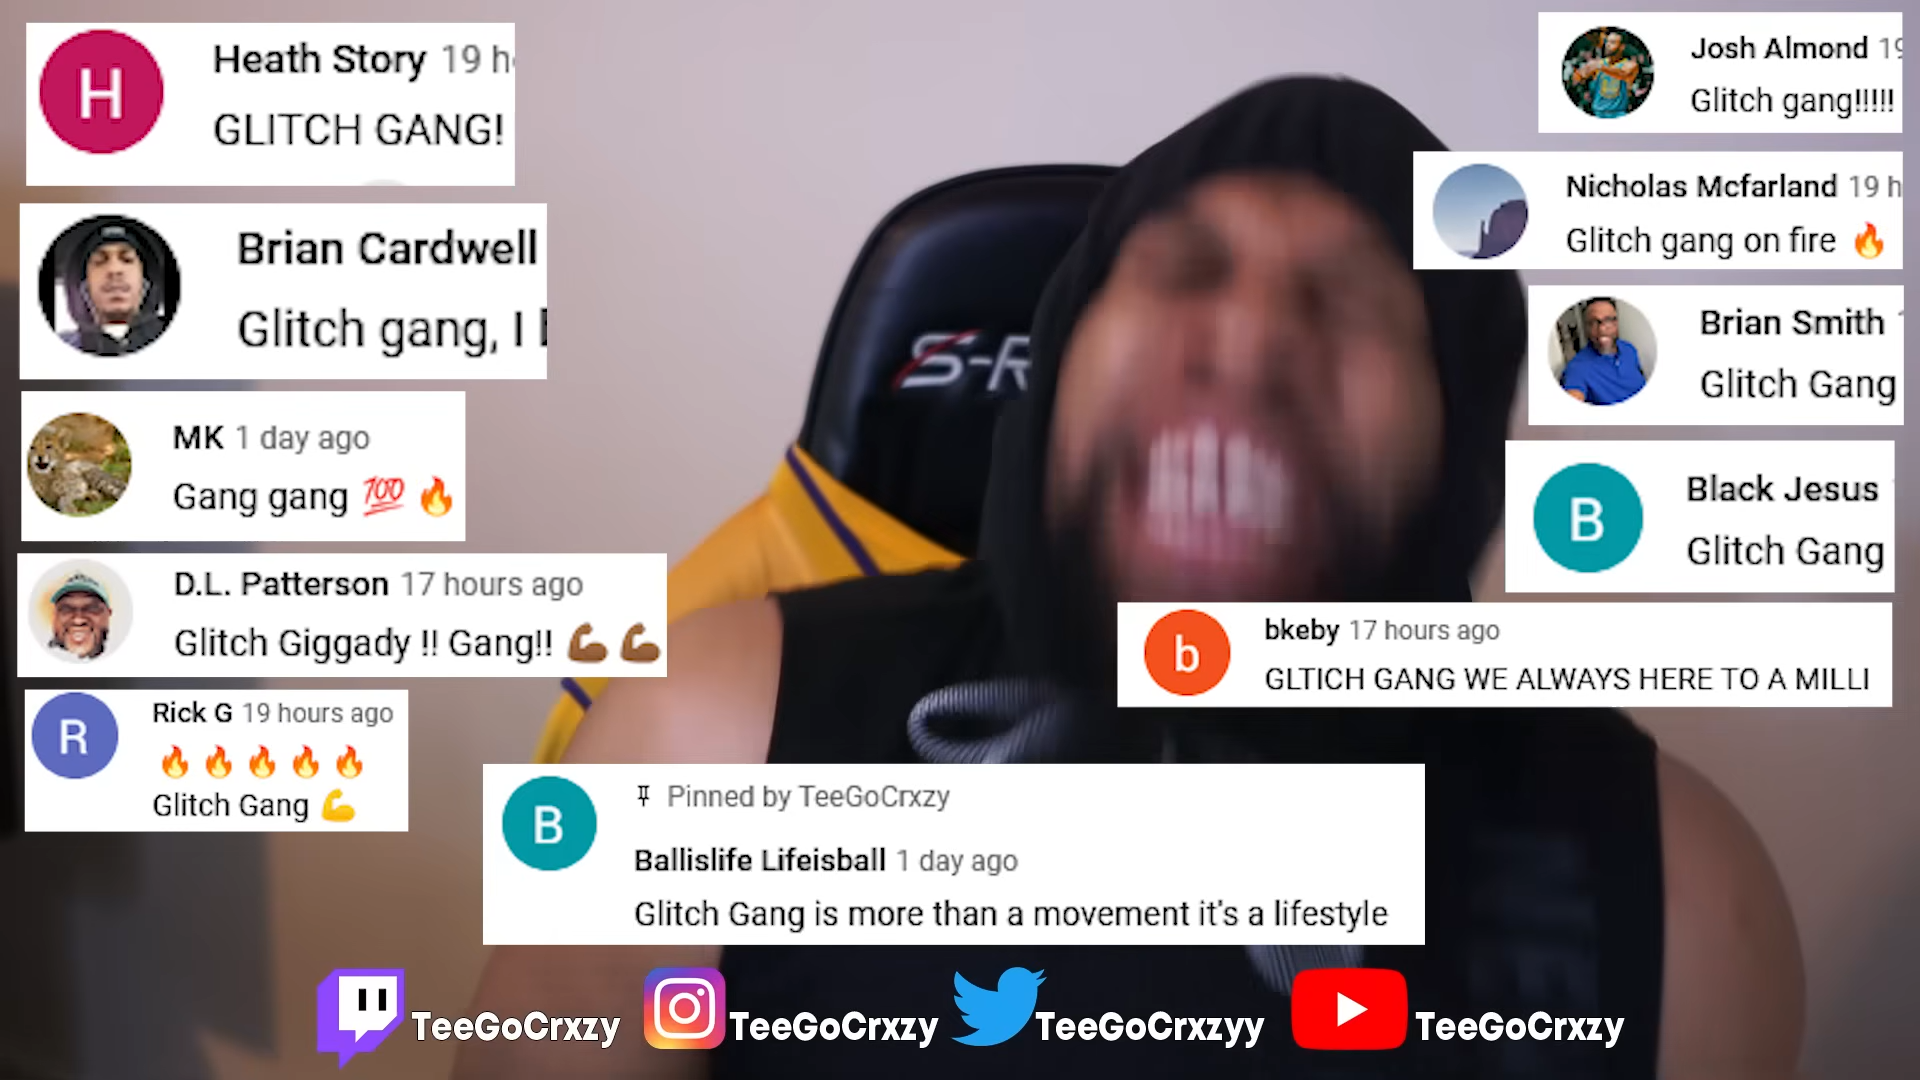 Heath Story 19 h
GLITCH GANG!
Brian Cardwell
Glitch gang, I
MK 1 day ago
Gang gang 💯 🔥
D.L. Patterson 17 hours ago
Glitch Giggady !! Gang!! 💪🏾 💪🏾
Rick G 19 hours ago
🔥 🔥 🔥 🔥 🔥
Glitch Gang 💪
Josh Almond 19
Glitch gang!!!!!
Nicholas Mcfarland 19 h
Glitch gang on fire 🔥
Brian Smith
Glitch Gang
Black Jesus
Glitch Gang
bkeby 17 hours ago
GLTICH GANG WE ALWAYS HERE TO A MILLI
Pinned by TeeGoCrxzy
Ballislife Lifeisball 1 day ago
Glitch Gang is more than a movement it's a lifestyle
H
R
B
b
B
S-R
TeeGoCrxzy TeeGoCrxzy TeeGoCrxzyy TeeGoCrxzy